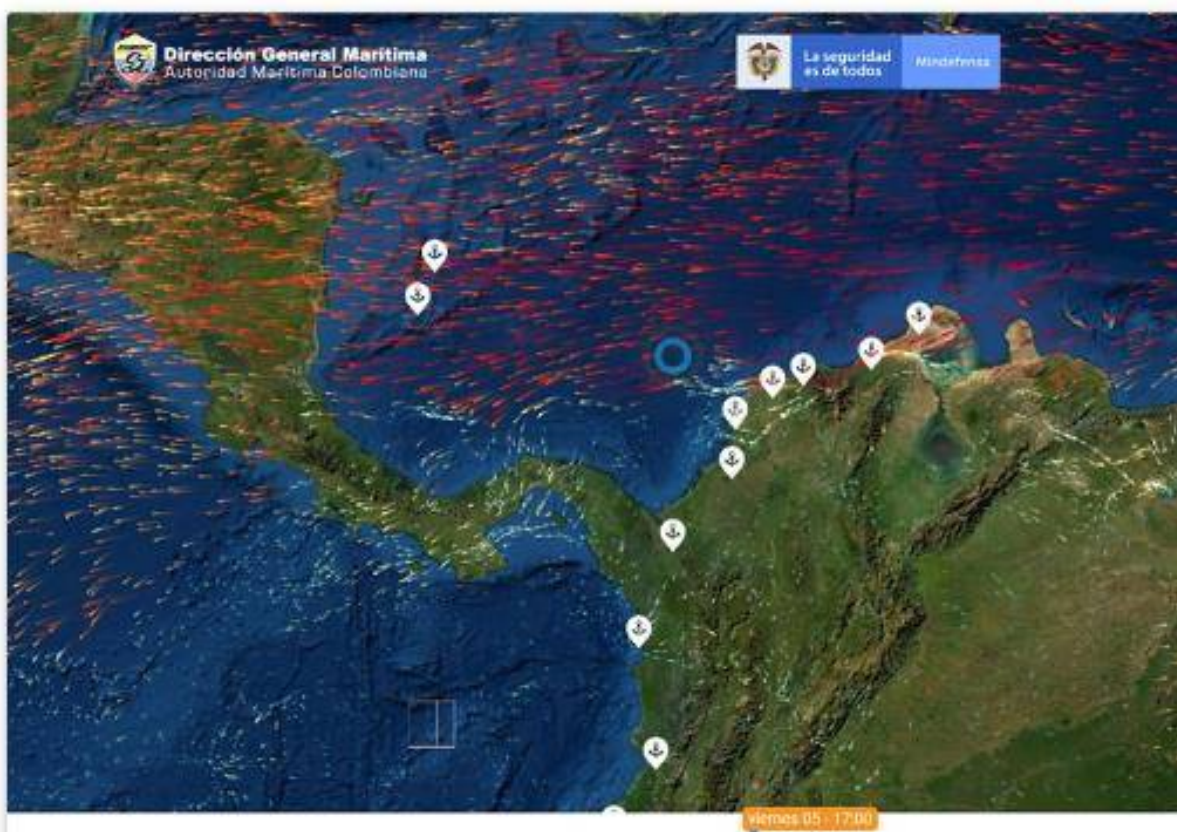 Dirección General Marítima
Autoridad Marítima Colombiana
La seguridad
es de todos
Mindefensa
viernes 05 - 17:00